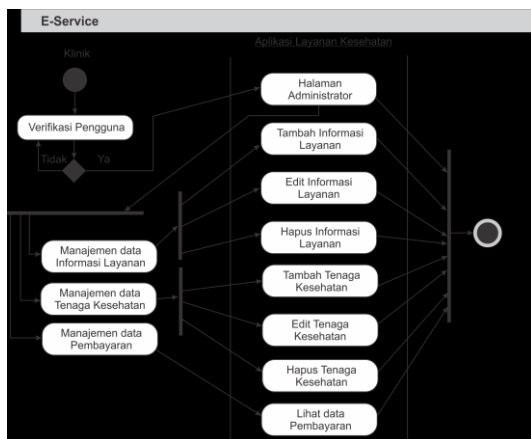 E-Service
Aplikasi Layanan Kesehatan
Klinik
Halaman
Administrator
Verifikasi Pengguna
Tambah Informasi
Layanan
Tidak
Ya
Edit Informasi
Layanan
Hapus Informasi
Layanan
Manajemen data
Informasi Layanan
Tambah Tenaga
Kesehatan
Manajemen data
Tenaga Kesehatan
Edit Tenaga
Kesehatan
Manajemen data
Pembayaran
Hapus Tenaga
Kesehatan
Lihat data
Pembayaran